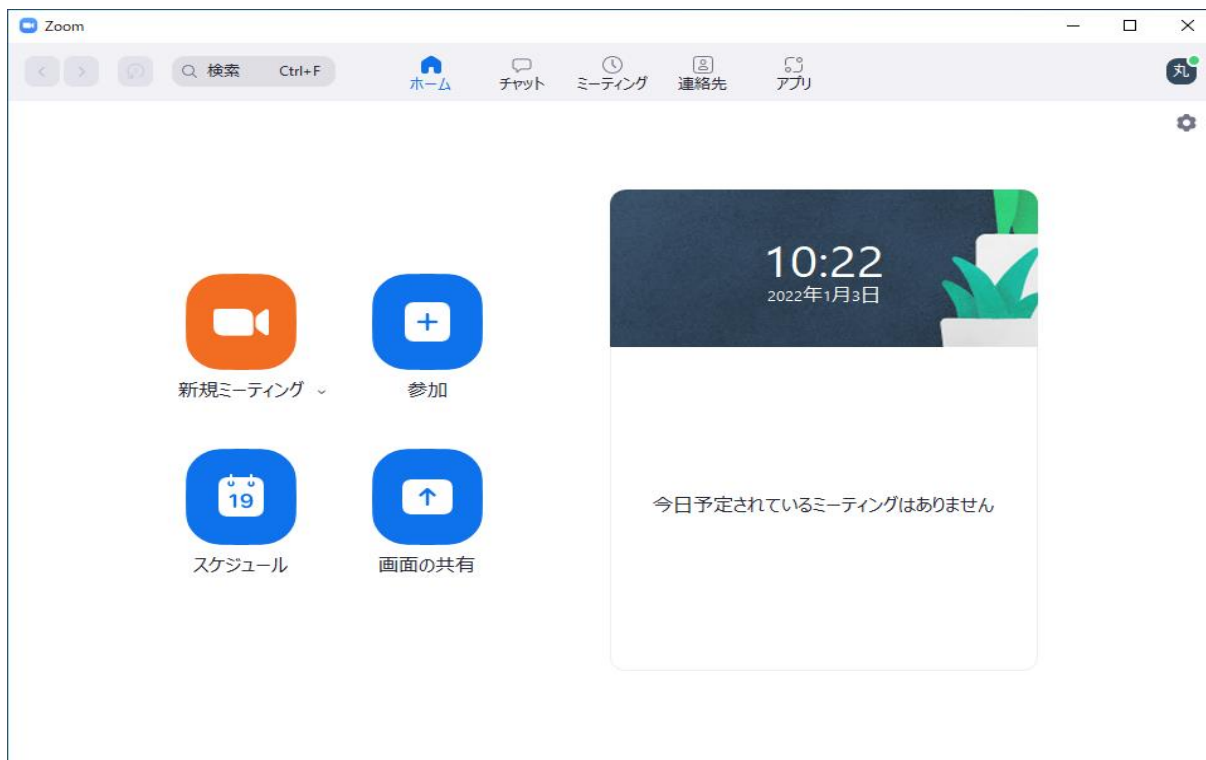 Zoom
検索 Ctrl+F
ホーム
チャット
ミーティング
連絡先
アプリ
丸
10:22
2022年1月3日
新規ミーティング
参加
19
スケジュール
画面の共有
今日予定されているミーティングはありません